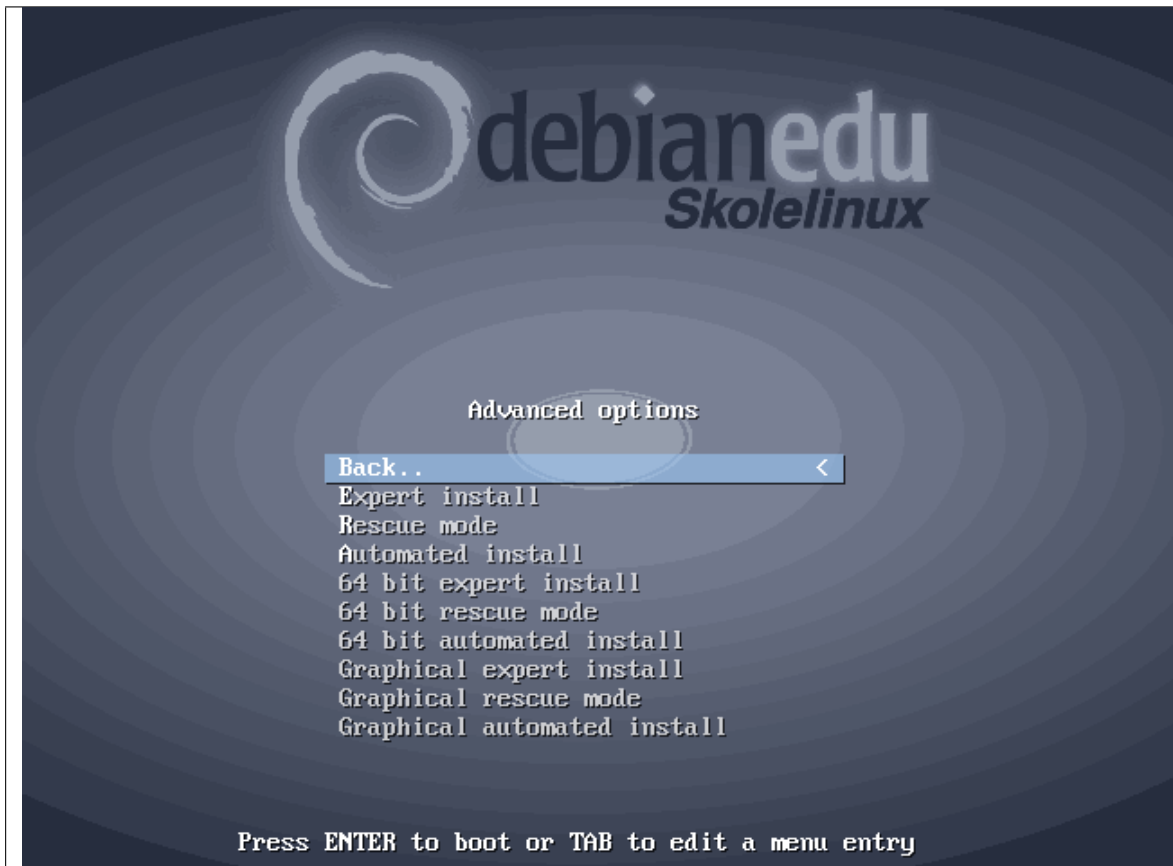 debianedu
Skolelinux
Advanced options
Back.. <
Expert install
Rescue mode
Automated install
64 bit expert install
64 bit rescue mode
64 bit automated install
Graphical expert install
Graphical rescue mode
Graphical automated install
Press ENTER to boot or TAB to edit a menu entry